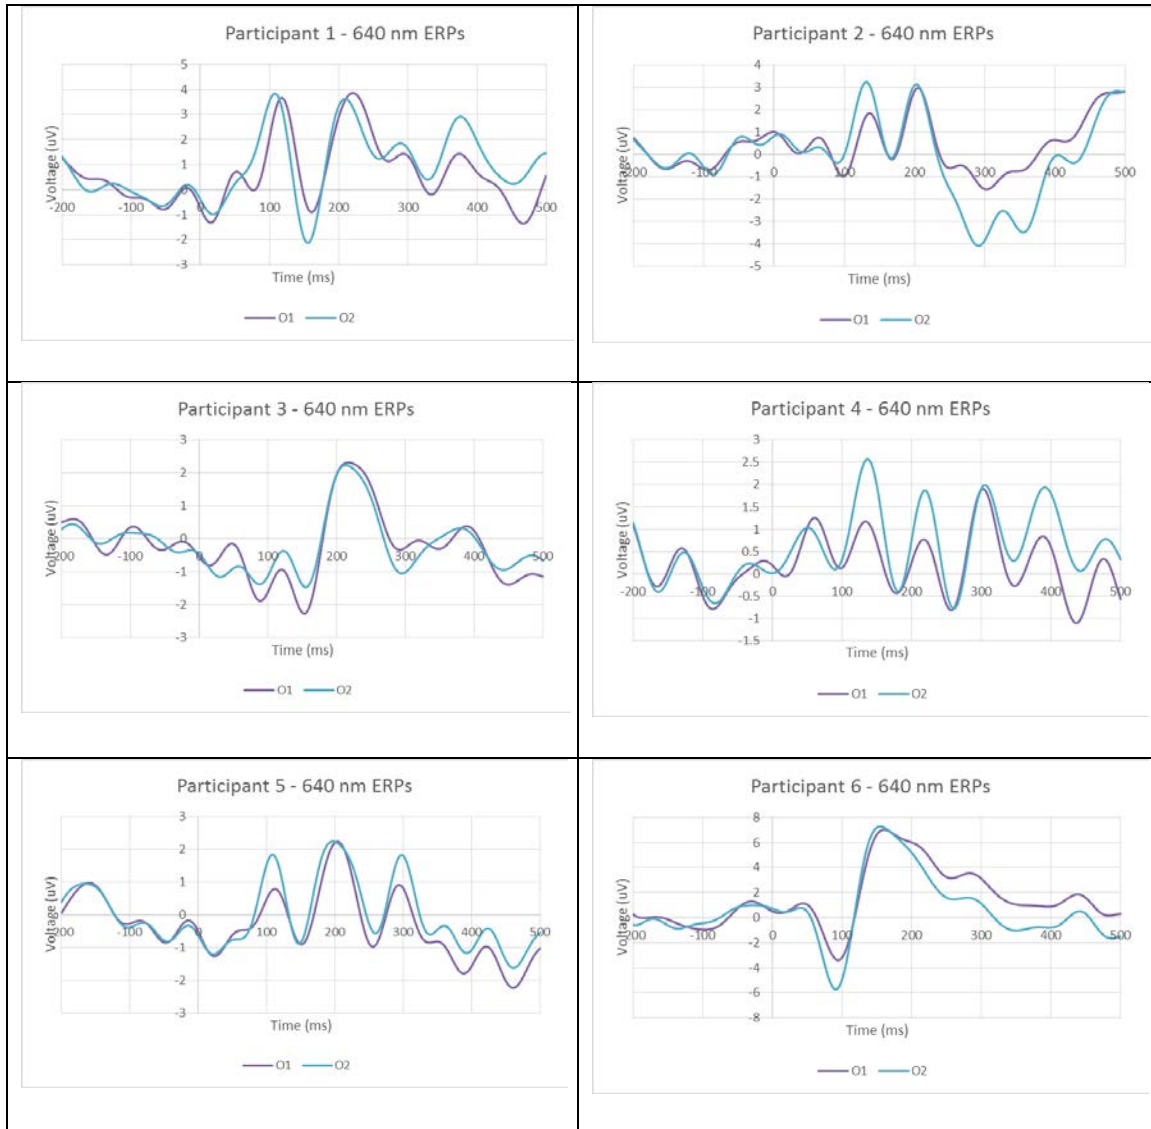 Participant 1 - 640 nm ERPs
5
4
3
2
1
0
-1
-2
-3
Voltage (uV)
-200 -100 0 100 200 300 400 500
Time (ms)
O1 O2
Participant 2 - 640 nm ERPs
4
3
2
1
0
-1
-2
-3
-4
-5
Voltage (uV)
-200 -100 0 100 200 300 400 500
Time (ms)
O1 O2
Participant 3 - 640 nm ERPs
3
2
1
0
-1
-2
-3
Voltage (uV)
-200 -100 0 100 200 300 400 500
Time (ms)
O1 O2
Participant 4 - 640 nm ERPs
3
2.5
2
1.5
1
0.5
0
-0.5
-1
-1.5
Voltage (uV)
-200 -100 0 100 200 300 400 500
Time (ms)
O1 O2
Participant 5 - 640 nm ERPs
3
2
1
0
-1
-2
-3
Voltage (uV)
-200 -100 0 100 200 300 400 500
Time (ms)
O1 O2
Participant 6 - 640 nm ERPs
8
6
4
2
0
-2
-4
-6
-8
Voltage (uV)
-200 -100 0 100 200 300 400 500
Time (ms)
O1 O2